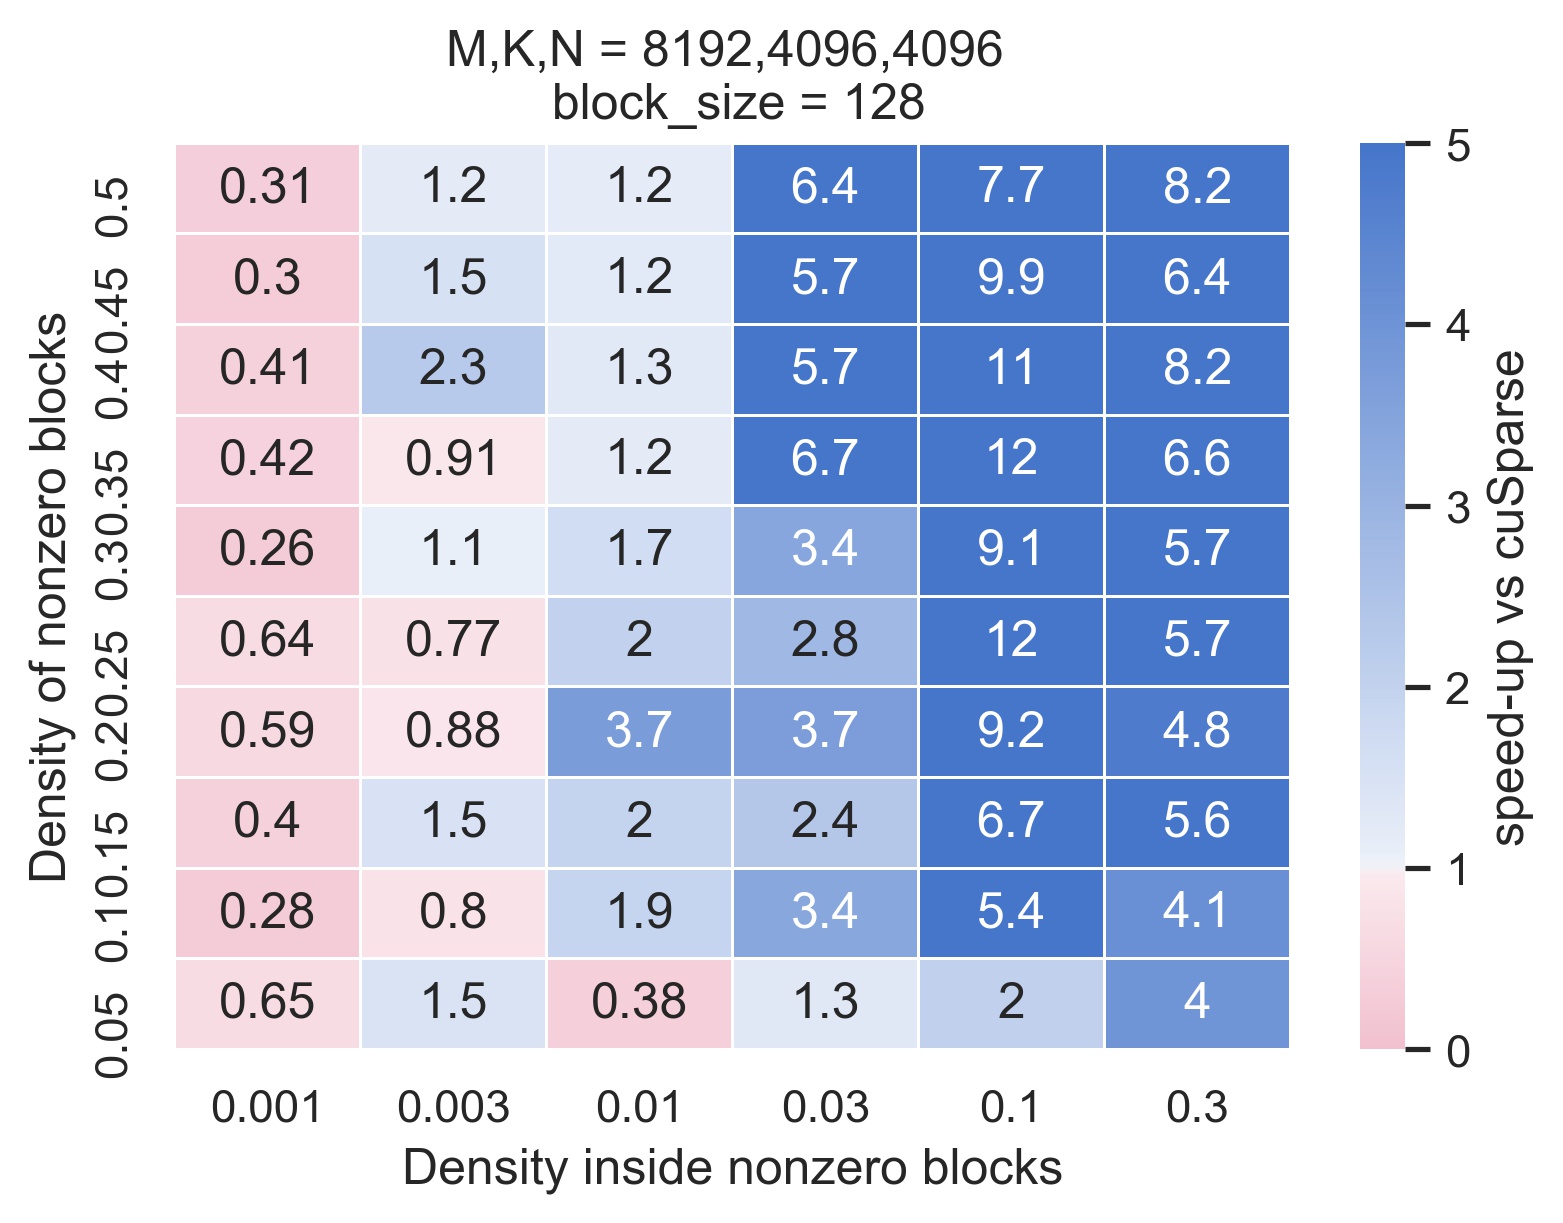 M,K,N = 8192,4096,4096
block_size = 128
Density of nonzero blocks
0.5 0.31 1.2 1.2 6.4 7.7 8.2
0.45 0.3 1.5 1.2 5.7 9.9 6.4
0.4 0.41 2.3 1.3 5.7 11 8.2
0.35 0.42 0.91 1.2 6.7 12 6.6
0.3 0.26 1.1 1.7 3.4 9.1 5.7
0.25 0.64 0.77 2 2.8 12 5.7
0.2 0.59 0.88 3.7 3.7 9.2 4.8
0.15 0.4 1.5 2 2.4 6.7 5.6
0.1 0.28 0.8 1.9 3.4 5.4 4.1
0.05 0.65 1.5 0.38 1.3 2 4
0.001 0.003 0.01 0.03 0.1 0.3
Density inside nonzero blocks
5
4
3
2
1
0
speed-up vs cuSparse